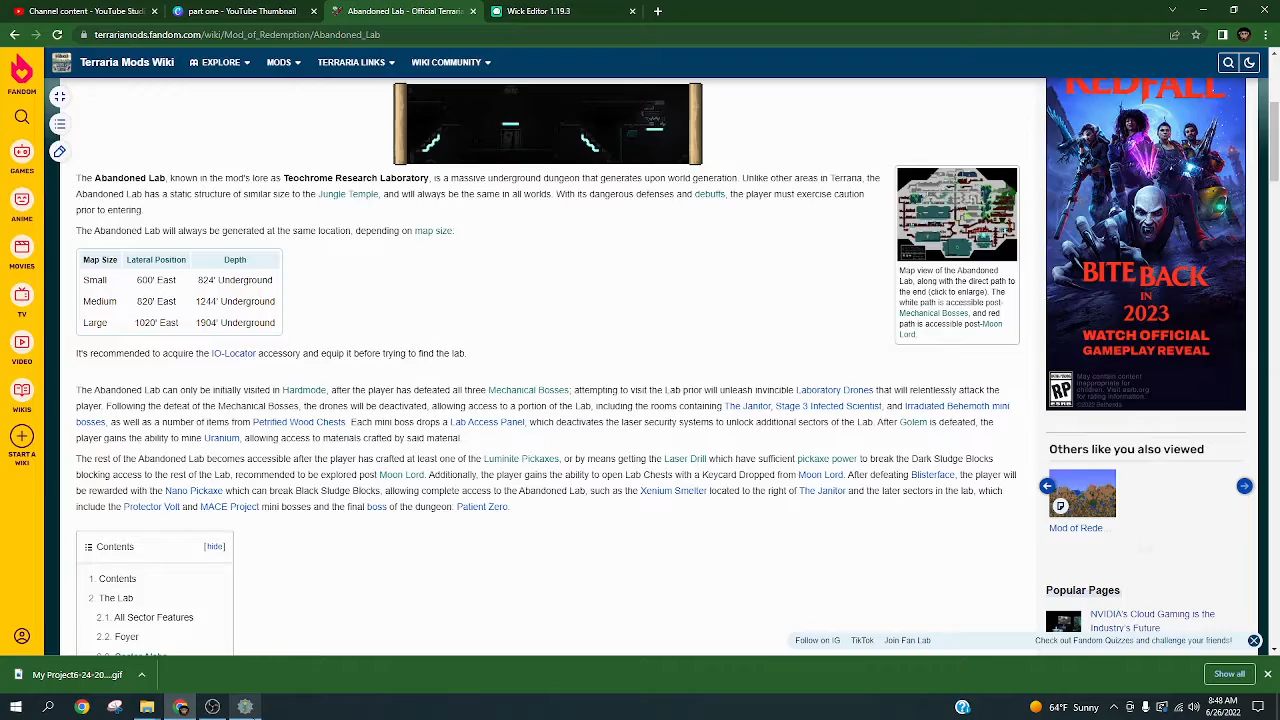 Channel content - YouTube Studio
YouTube Thumbnail
Abandoned Lab - Official Terraria
Wick Editor 1.19.3
terrariamods.fandom.com/wiki/Mod_of_Redemption/Abandoned_Lab
FANDOM
GAMES
ANIME
MOVIES
TV
VIDEO
WIKIS
START A
WIKI
Terraria Mods Wiki
EXPLORE
MODS
TERRARIA LINKS
WIKI COMMUNITY
The Abandoned Lab, known in the mod's lore as Teochrome Research Laboratory, is a massive underground dungeon that generates upon world generation. Unlike other areas in Terraria, the
Abandoned Lab has a static structure of similar size to the Jungle Temple, and will always be the same in all worlds. With its dangerous defenses and debuffs, the player must exercise caution
prior to entering.
The Abandoned Lab will always be generated at the same location, depending on map size:
Map Size Lateral Position Depth
Small 600' East 824' Underground
Medium 820' East 1244' Underground
Large 1020' East 1904' Underground
Map view of the Abandoned
Lab, along with the direct path to
the end (click to enlarge). The
white path is accessible post-
Mechanical Bosses, and red
path is accessible post-Moon
Lord.
It's recommended to acquire the IO-Locator accessory and equip it before trying to find the lab.
The Abandoned Lab can only be initially visited in Hardmode, after the player has defeated all three Mechanical Bosses; attempting to visit the Lab prior will unleash invincible Laboratory Drones that will relentlessly attack the
player. Following the defeat of the Mechanical Bosses, the drones will be deactivated, allowing access to a portion of the Lab, including the rooms containing The Janitor, Stage 3 Infected Scientist, and Irradiated Behemoth mini
bosses, as well as a number of items from Petrified Wood Chests. Each mini boss drops a Lab Access Panel, which deactivates the laser security systems to unlock additional sectors of the Lab. After Golem is defeated, the
player gains the ability to mine Uranium, allowing access to materials crafted by said material.
The rest of the Abandoned Lab becomes accessible after the player has crafted at least one of the Luminite Pickaxes, or by means getting the Laser Drill which have sufficient pickaxe power to break the Dark Sludge Blocks
blocking access to the rest of the Lab, recommended to be explored post Moon Lord. Additionally, the player gains the ability to open Lab Chests with a Keycard Dropped from Moon Lord. After defeating Blisterface, the player will
be rewarded with the Nano Pickaxe which can break Black Sludge Blocks, allowing complete access to the Abandoned Lab, such as the Xenium Smelter located to the right of The Janitor and the later sectors in the lab, which
include the Protector Volt and MACE Project mini bosses and the final boss of the dungeon: Patient Zero.
Contents [hide]
1. Contents
2. The Lab
2.1. All Sector Features
2.2. Foyer
REDFALL
BITE BACK
IN
2023
WATCH OFFICIAL
GAMEPLAY REVEAL
RP
May contain content
inappropriate for
children. Visit esrb.org
for rating information.
©2022 Bethesda
Others like you also viewed
Mod of Rede...
Popular Pages
NVIDIA's Cloud Gaming is the
Industry's Future
Follow on IG TikTok Join Fan Lab
Check out Fandom Quizzes and challenge your friends!
My Project6-24-20....gif
Show all
64°F Sunny
8:48 AM
6/26/2022